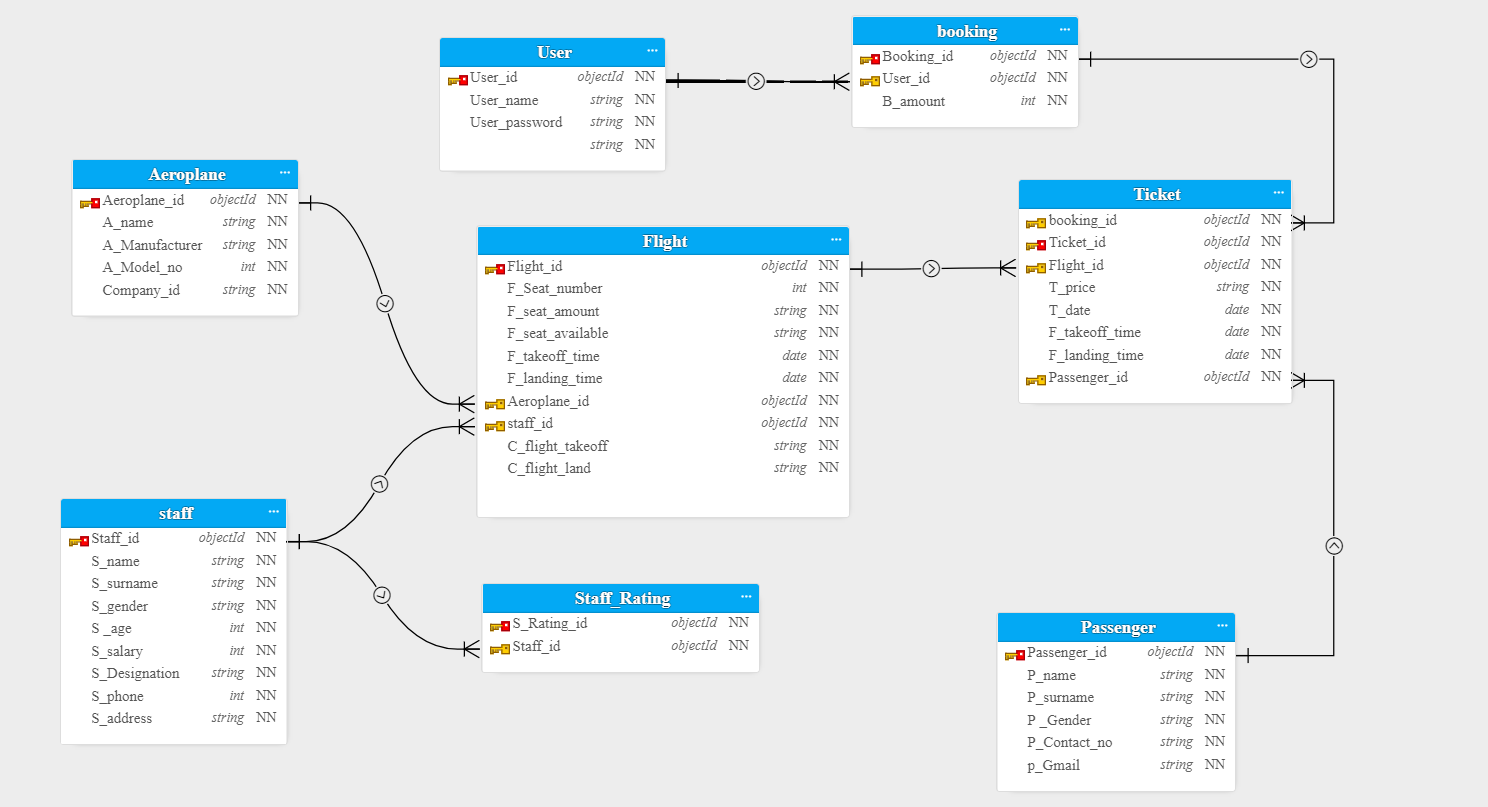 User ...
User_id objectId NN
User_name string NN
User_password string NN
string NN
booking ...
Booking_id objectId NN
User_id objectId NN
B_amount int NN
Aeroplane ...
Aeroplane_id objectId NN
A_name string NN
A_Manufacturer string NN
A_Model_no int NN
Company_id string NN
Flight ...
Flight_id objectId NN
F_Seat_number int NN
F_seat_amount string NN
F_seat_available string NN
F_takeoff_time date NN
F_landing_time date NN
Aeroplane_id objectId NN
staff_id objectId NN
C_flight_takeoff string NN
C_flight_land string NN
Ticket ...
booking_id objectId NN
Ticket_id objectId NN
Flight_id objectId NN
T_price string NN
T_date date NN
F_takeoff_time date NN
F_landing_time date NN
Passenger_id objectId NN
staff ...
Staff_id objectId NN
S_name string NN
S_surname string NN
S_gender string NN
S _age int NN
S_salary int NN
S_Designation string NN
S_phone int NN
S_address string NN
Staff_Rating ...
S_Rating_id objectId NN
Staff_id objectId NN
Passenger ...
Passenger_id objectId NN
P_name string NN
P_surname string NN
P _Gender string NN
P_Contact_no string NN
p_Gmail string NN